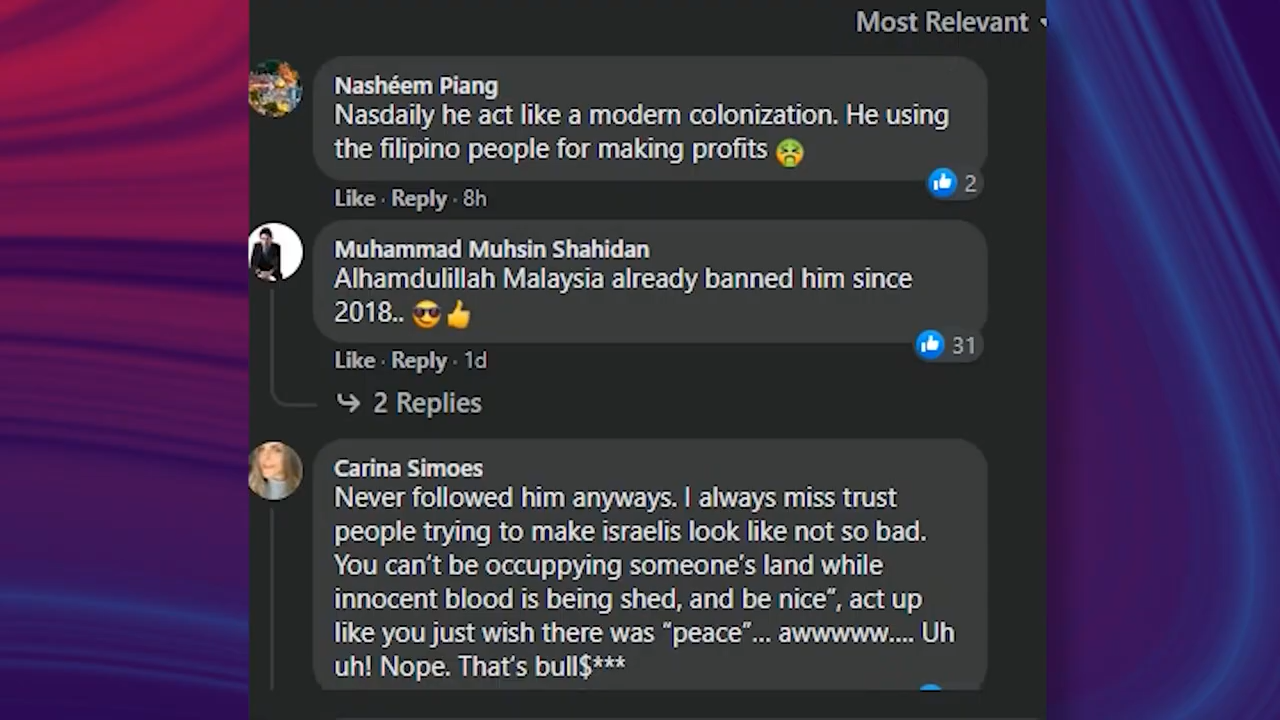 Most Relevant
Nashéem Piang
Nasdaily he act like a modern colonization. He using
the filipino people for making profits 🤮
2
Like · Reply · 8h
Muhammad Muhsin Shahidan
Alhamdulillah Malaysia already banned him since
2018.. 😎👍
31
Like · Reply · 1d
2 Replies
Carina Simoes
Never followed him anyways. I always miss trust
people trying to make israelis look like not so bad.
You can't be occuppying someone's land while
innocent blood is being shed, and be nice”, act up
like you just wish there was “peace”... awwwww.... Uh
uh! Nope. That's bull$***